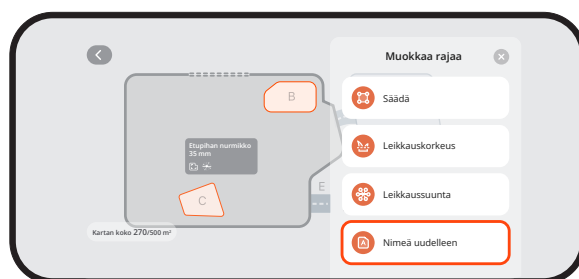 Muokkaa rajaa
B
Säädä
Etupihan nurmikko
35 mm
Leikkauskorkeus
E
C
Leikkaussuunta
Kartan koko 270/500 m²
Nimeä uudelleen